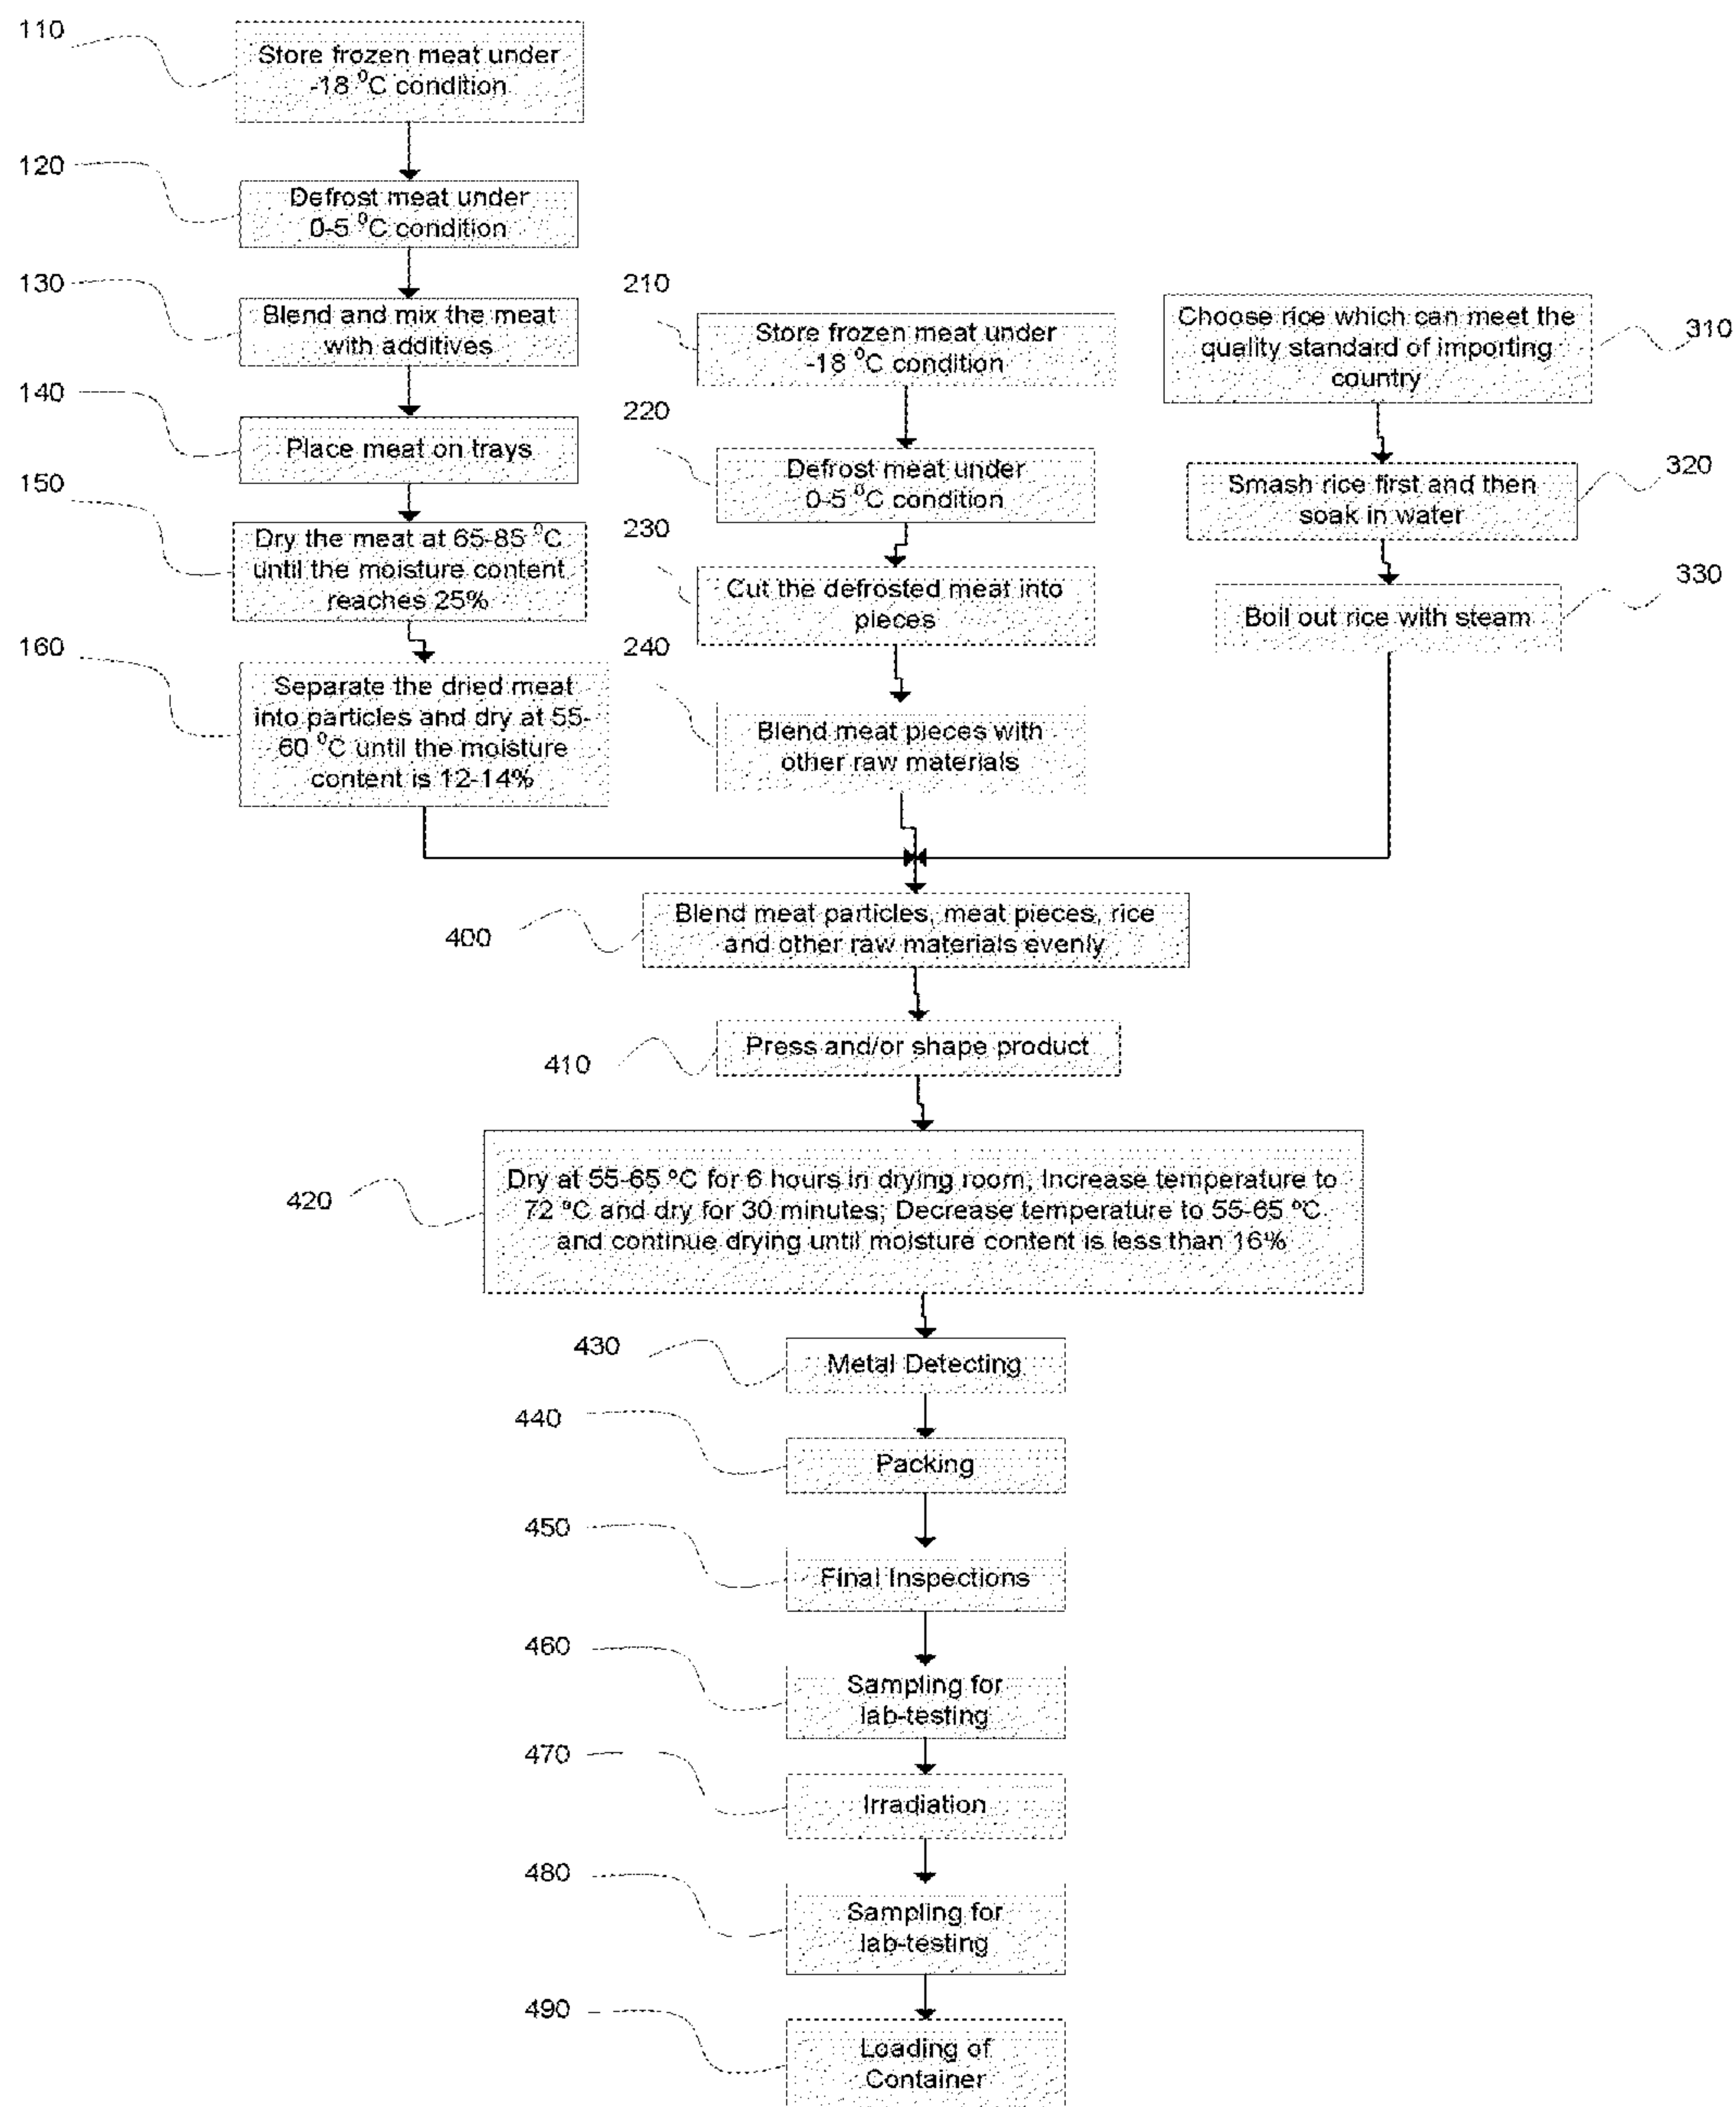 110
Store frozen meat under
-18 ⁰C condition
120
Defrost meat under
0-5 ⁰C condition
130
Blend and mix the meat
with additives
140
Place meat on trays
150
Dry the meat at 65-85 ⁰C
until the moisture content
reaches 25%
160
Separate the dried meat
into particles and dry at 55-
60 ⁰C until the moisture
content is 12-14%
210
Store frozen meat under
-18 ⁰C condition
220
Defrost meat under
0-5 ⁰C condition
230
Cut the defrosted meat into
pieces
240
Blend meat pieces with
other raw materials
310
Choose rice which can meet the
quality standard of importing
country
320
Smash rice first and then
soak in water
330
Boil out rice with steam
400
Blend meat particles, meat pieces, rice
and other raw materials evenly
410
Press and/or shape product
420
Dry at 55-65 ºC for 6 hours in drying room; Increase temperature to
72 ºC and dry for 30 minutes; Decrease temperature to 55-65 ºC
and continue drying until moisture content is less than 16%
430
Metal Detecting
440
Packing
450
Final Inspections
460
Sampling for
lab-testing
470
Irradiation
480
Sampling for
lab-testing
490
Loading of
Container